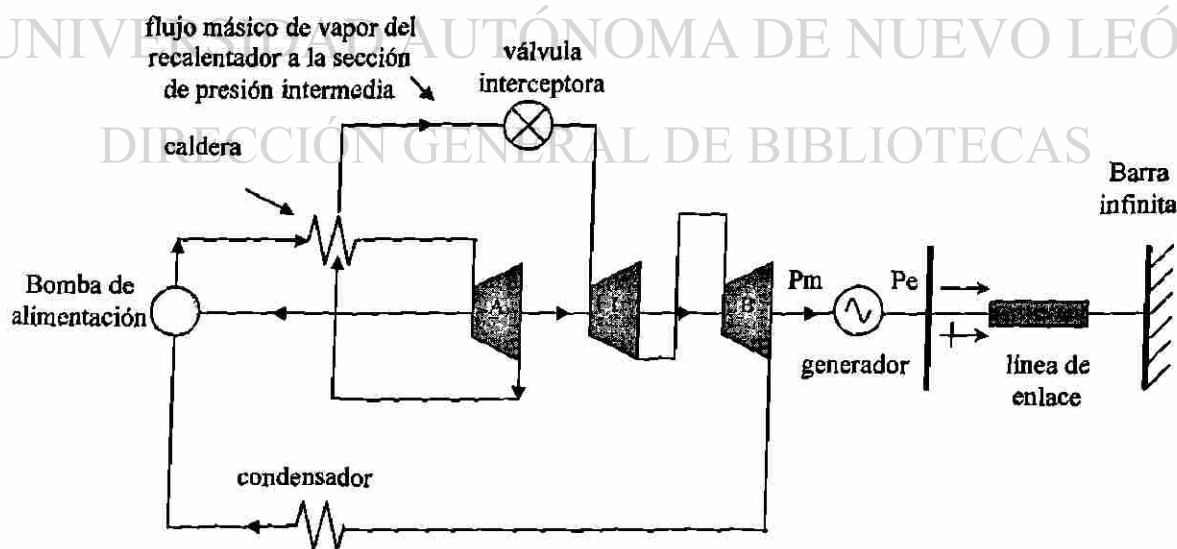 UNIVERSIDAD AUTÓNOMA DE NUEVO LEÓ
flujo másico de vapor del
recalentador a la sección
de presión intermedia
válvula
interceptora
DIRECCIÓN GENERAL DE BIBLIOTECAS
caldera
Barra
infinita
Bomba de
alimentación
A
I
B
Pm
Pe
generador
línea de
enlace
condensador